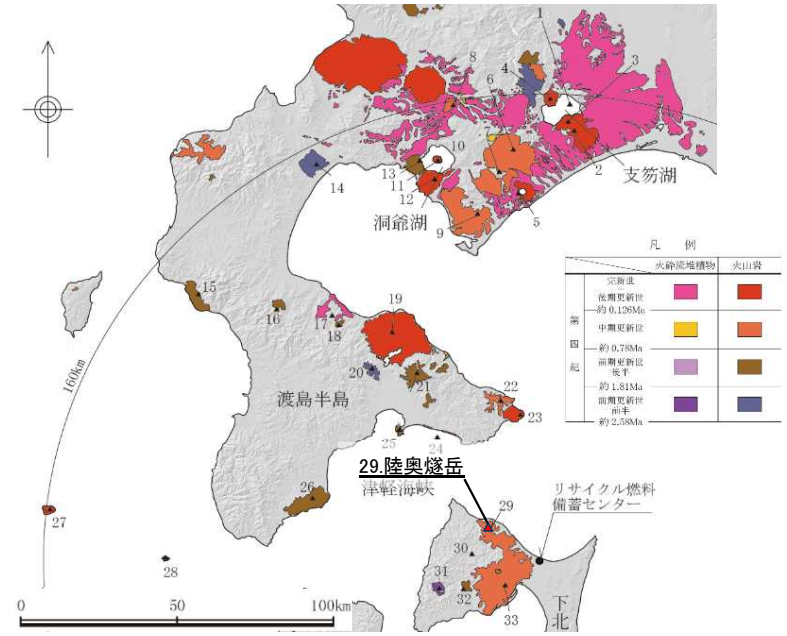 1
8
6
4
3
7
10
13
11
12
14
2
支笏湖
5
洞爺湖
9
凡 例
火砕流堆積物
火山岩
第四紀
完新世
後期更新世
約0.126Ma
中期更新世
約0.78Ma
前期更新世
後半
約1.81Ma
前期更新世
前半
約2.58Ma
15
16
17
18
19
20
21
22
23
160km
渡島半島
25
24
29.陸奥燧岳
津軽海峡
26
27
28
リサイクル燃料
備蓄センター
29
30
31
32
33
下北
0
50
100km